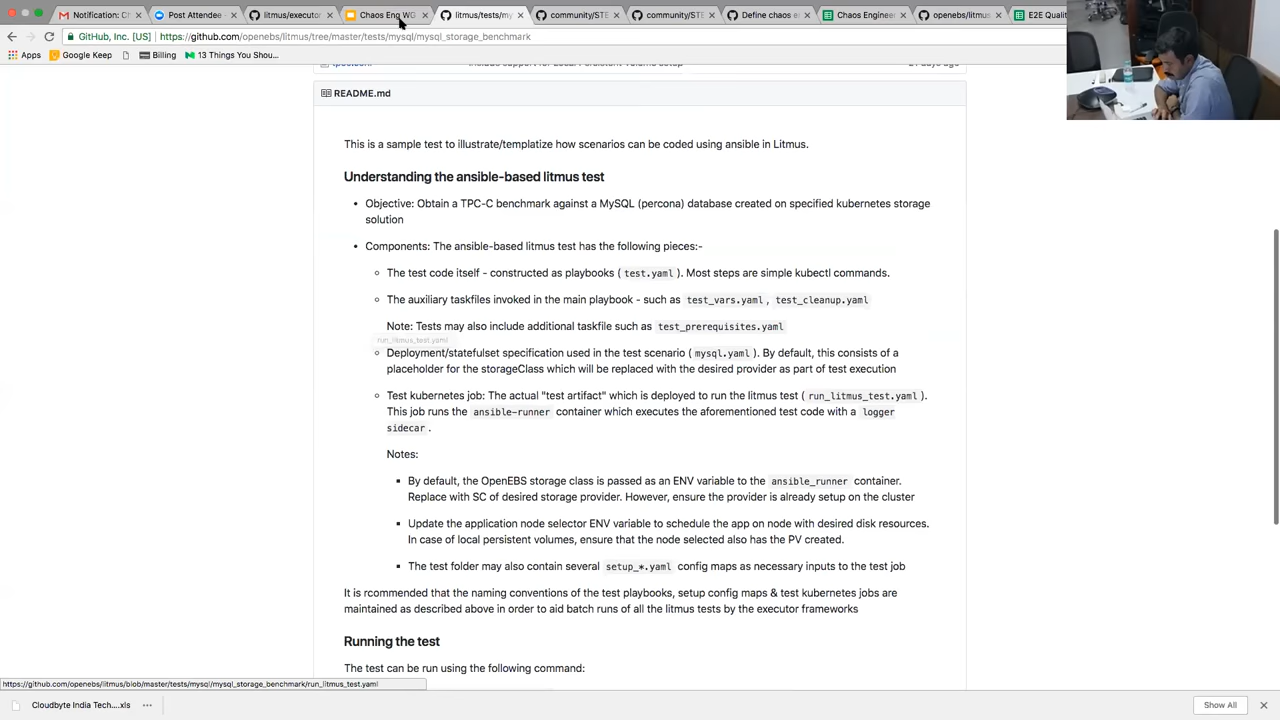 Notification: C
Post Attendee -
litmus/executor
Chaos Eng WG
litmus/tests/my
community/STE
community/STE
Define chaos e
Chaos Enginee
openebs/litmus
E2E Quali
GitHub, Inc. [US] https://github.com/openebs/litmus/tree/master/tests/mysql/mysql_storage_benchmark
Apps Google Keep Billing 13 Things You Shou...
README.md
This is a sample test to illustrate/templatize how scenarios can be coded using ansible in Litmus.
Understanding the ansible-based litmus test
• Objective: Obtain a TPC-C benchmark against a MySQL (percona) database created on specified kubernetes storage
solution
• Components: The ansible-based litmus test has the following pieces:-
The test code itself - constructed as playbooks ( test.yaml ). Most steps are simple kubectl commands.
The auxiliary taskfiles invoked in the main playbook - such as test_vars.yaml , test_cleanup.yaml
Note: Tests may also include additional taskfile such as test_prerequisites.yaml
run_litmus_test.yaml
Deployment/statefulset specification used in the test scenario ( mysql.yaml ). By default, this consists of a
placeholder for the storageClass which will be replaced with the desired provider as part of test execution
Test kubernetes job: The actual "test artifact" which is deployed to run the litmus test ( run_litmus_test.yaml ).
This job runs the ansible-runner container which executes the aforementioned test code with a logger
sidecar .
Notes:
By default, the OpenEBS storage class is passed as an ENV variable to the ansible_runner container.
Replace with SC of desired storage provider. However, ensure the provider is already setup on the cluster
Update the application node selector ENV variable to schedule the app on node with desired disk resources.
In case of local persistent volumes, ensure that the node selected also has the PV created.
The test folder may also contain several setup_*.yaml config maps as necessary inputs to the test job
It is rcommended that the naming conventions of the test playbooks, setup config maps & test kubernetes jobs are
maintained as described above in order to aid batch runs of all the litmus tests by the executor frameworks
Running the test
The test can be run using the following command:
https://github.com/openebs/litmus/blob/master/tests/mysql/mysql_storage_benchmark/run_litmus_test.yaml
Cloudbyte India Tech....xls
Show All